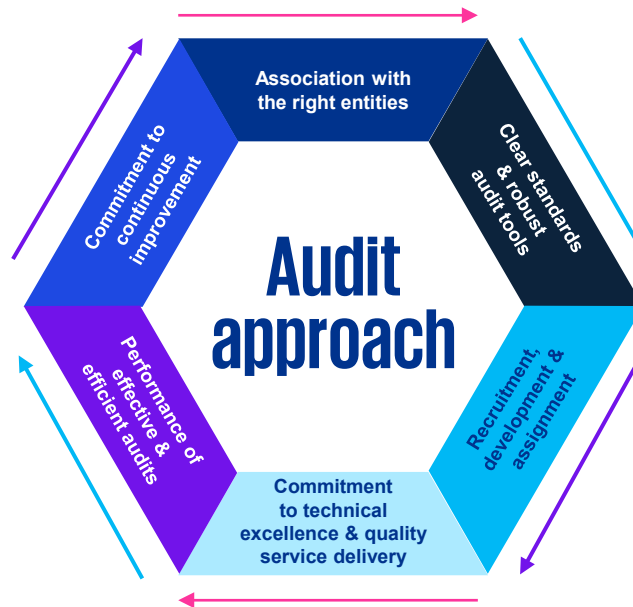 Association with
the right entities
Clear standards
& robust
audit tools
Recruitment,
development &
assignment
Commitment
to technical
excellence & quality
service delivery
Performance of
effective &
efficient audits
Commitment to
continuous
improvement
Audit
approach